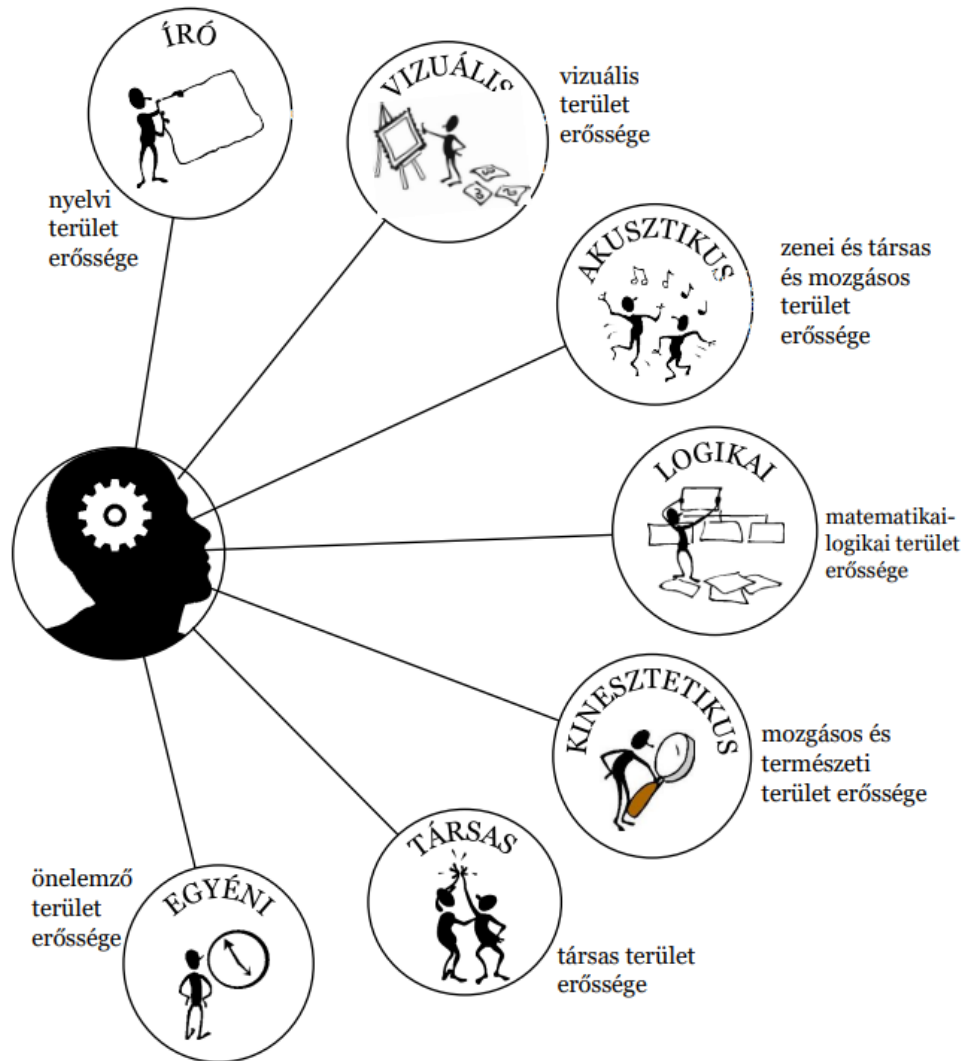 ÍRÓ
nyelvi
terület
erőssége
VIZUÁLIS
vizuális
terület
erőssége
AKUSZTIKUS
zenei és társas
és mozgásos
terület
erőssége
LOGIKAI
matematikai-
logikai terület
erőssége
KINESZTETIKUS
mozgásos és
természeti
terület erőssége
TÁRSAS
társas terület
erőssége
EGYÉNI
önelemző
terület
erőssége